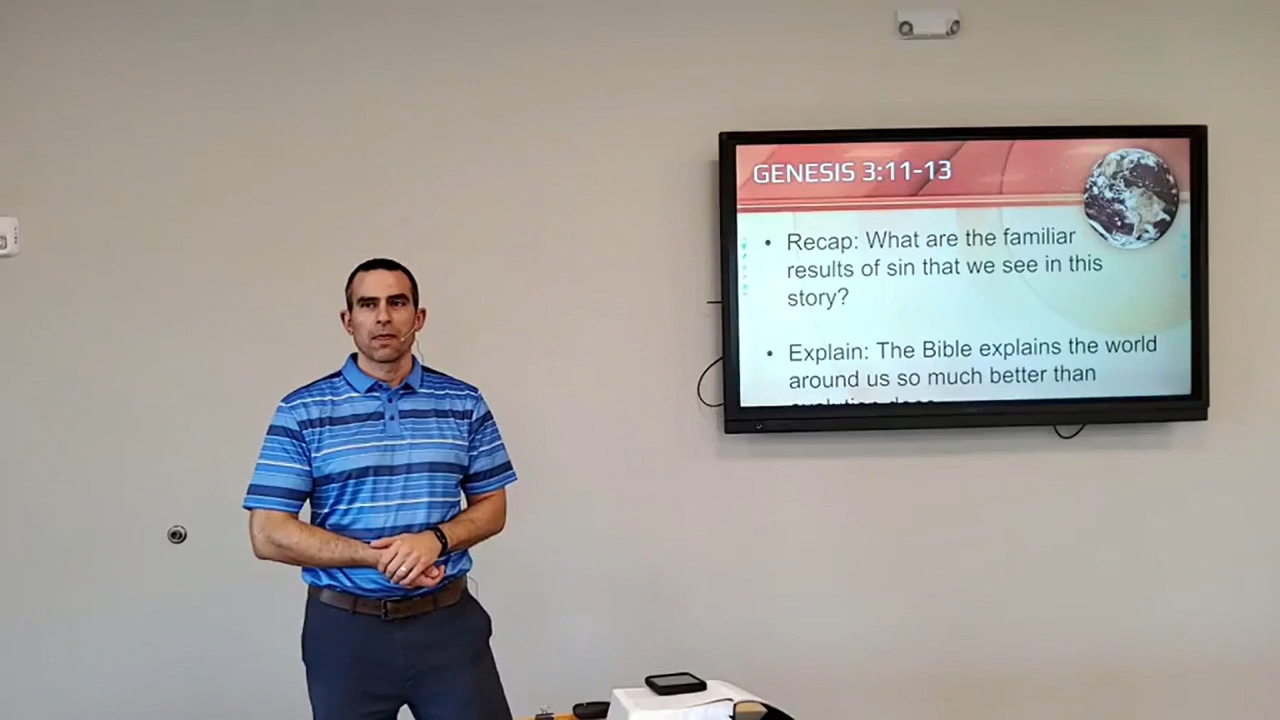 GENESIS 3:11-13
• Recap: What are the familiar
results of sin that we see in this
story?
• Explain: The Bible explains the world
around us so much better than